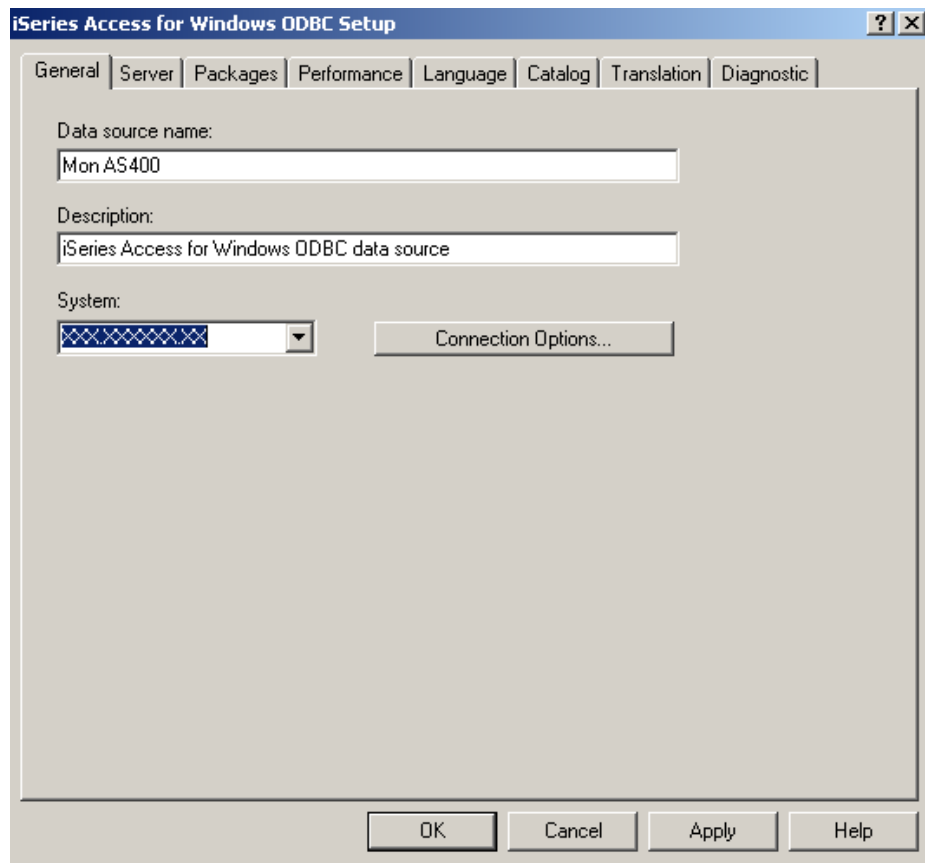 iSeries Access for Windows ODBC Setup
General Server Packages Performance Language Catalog Translation Diagnostic
Data source name:
Mon AS400
Description:
iSeries Access for Windows ODBC data source
System:
XXX.XXXXXX.XX Connection Options...
OK Cancel Apply Help